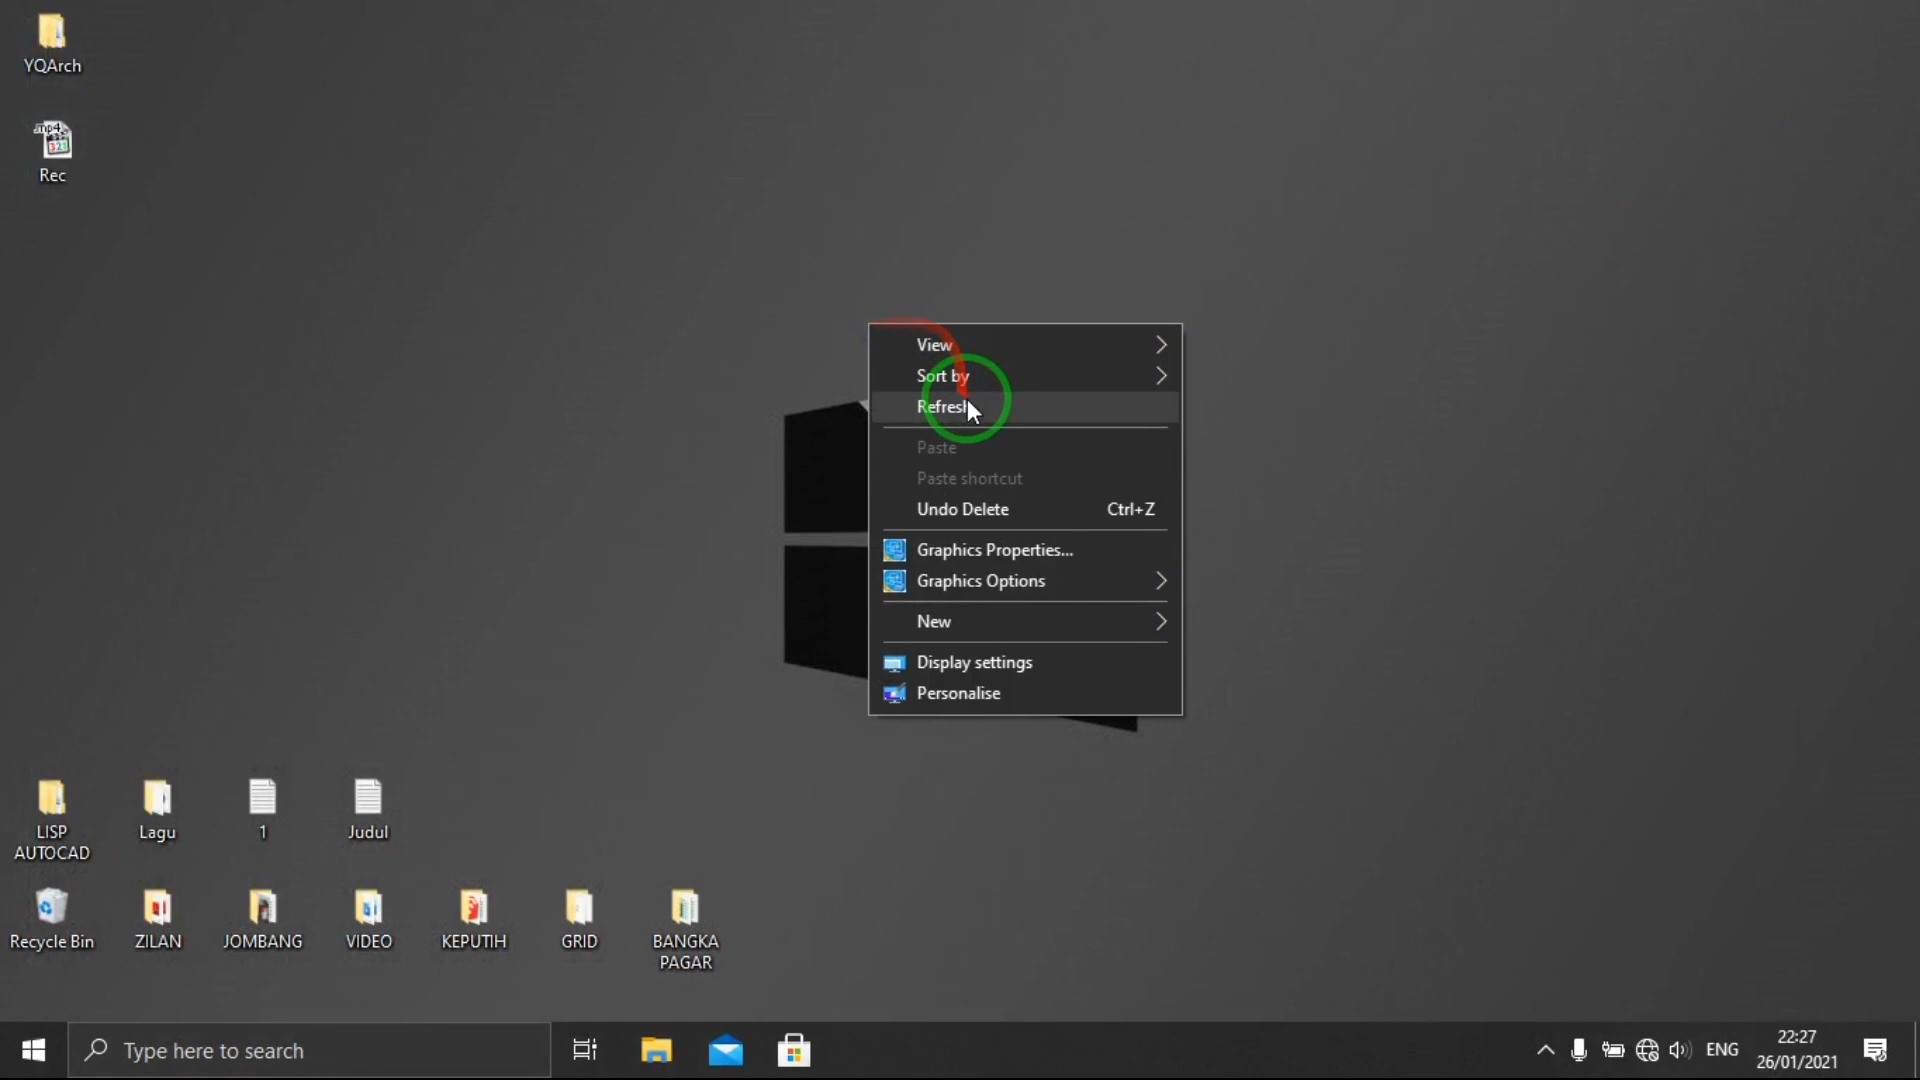 YQArch
.mp4
321
Rec
View
Sort by
Refresh
Paste
Paste shortcut
Undo Delete Ctrl+Z
Graphics Properties...
Graphics Options
New
Display settings
Personalise
LISP
AUTOCAD
Lagu
1
Judul
Recycle Bin
ZILAN
JOMBANG
VIDEO
KEPUTIH
GRID
BANGKA
PAGAR
Type here to search
ENG
22:27
26/01/2021